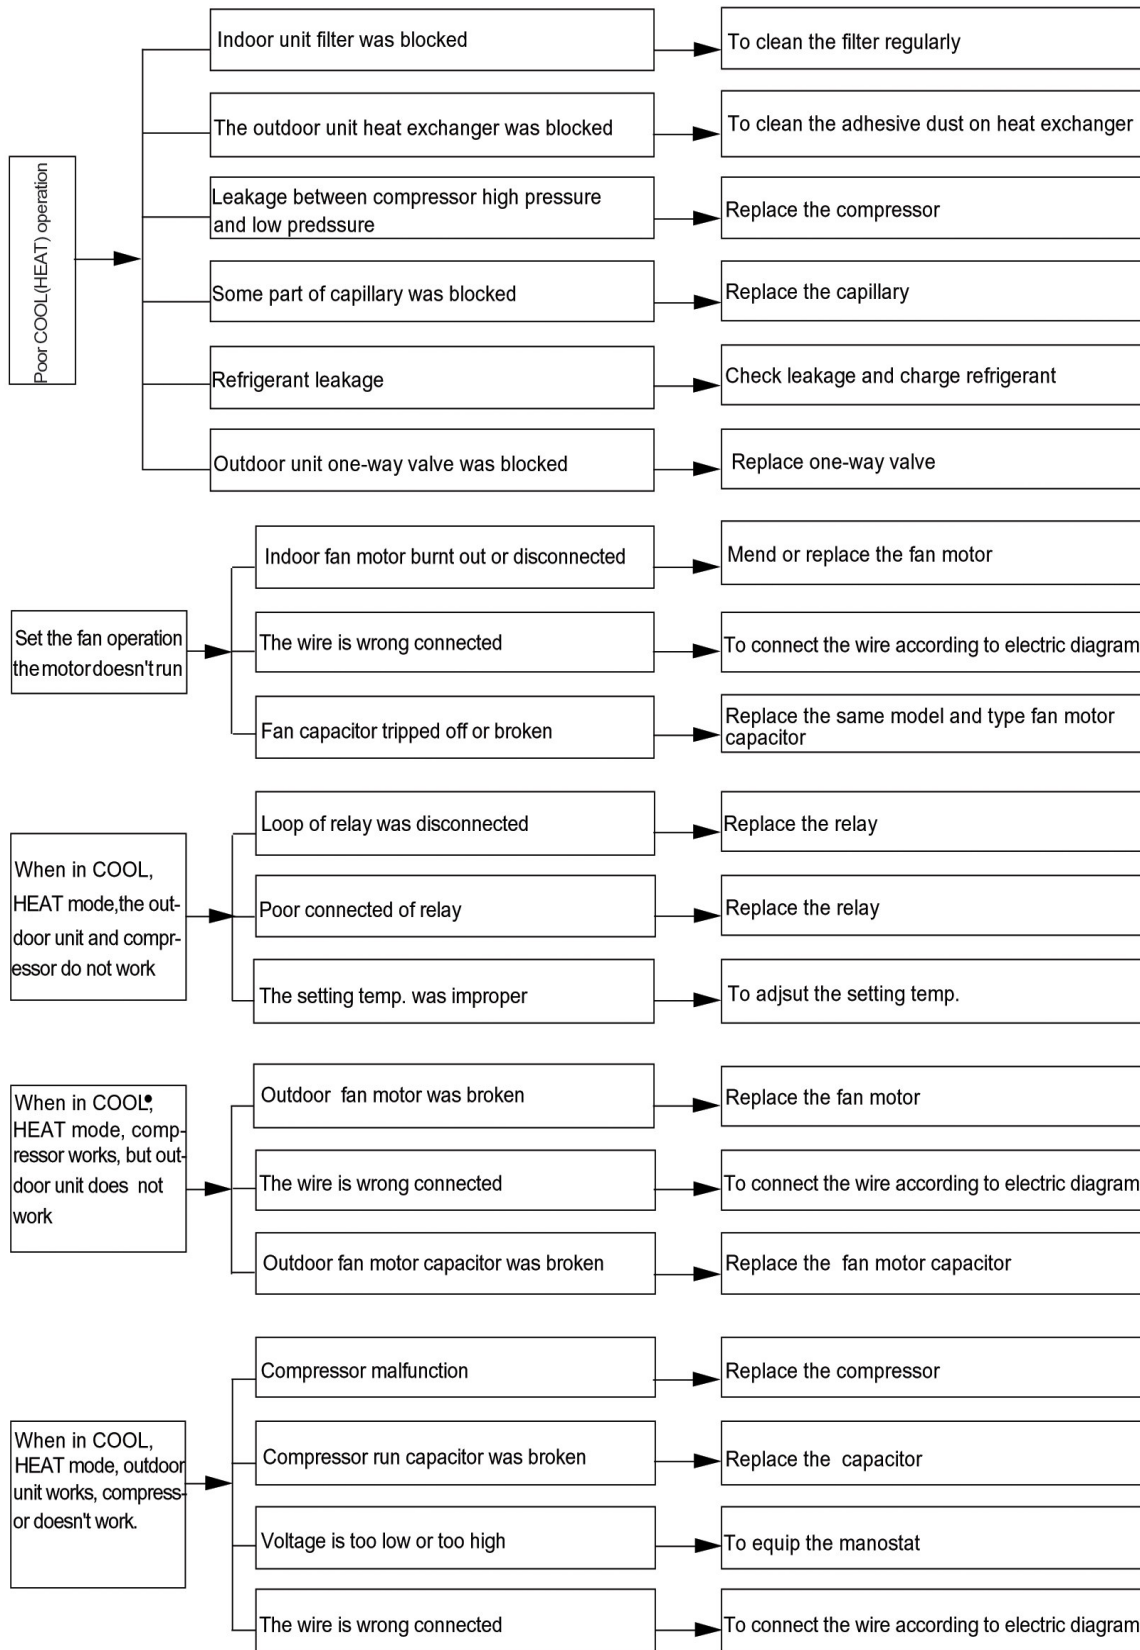 Poor COOL(HEAT) operation
Indoor unit filter was blocked
To clean the filter regularly
The outdoor unit heat exchanger was blocked
To clean the adhesive dust on heat exchanger
Leakage between compressor high pressure
and low predssure
Replace the compressor
Some part of capillary was blocked
Replace the capillary
Refrigerant leakage
Check leakage and charge refrigerant
Outdoor unit one-way valve was blocked
Replace one-way valve
Set the fan operation
the motor doesn't run
Indoor fan motor burnt out or disconnected
Mend or replace the fan motor
The wire is wrong connected
To connect the wire according to electric diagram
Fan capacitor tripped off or broken
Replace the same model and type fan motor
capacitor
When in COOL,
HEAT mode,the out-
door unit and compr-
essor do not work
Loop of relay was disconnected
Replace the relay
Poor connected of relay
Replace the relay
The setting temp. was improper
To adjsut the setting temp.
When in COOL,
HEAT mode, comp-
ressor works, but out-
door unit does not
work
Outdoor fan motor was broken
Replace the fan motor
The wire is wrong connected
To connect the wire according to electric diagram
Outdoor fan motor capacitor was broken
Replace the fan motor capacitor
When in COOL,
HEAT mode, outdoor
unit works, compress-
or doesn't work.
Compressor malfunction
Replace the compressor
Compressor run capacitor was broken
Replace the capacitor
Voltage is too low or too high
To equip the manostat
The wire is wrong connected
To connect the wire according to electric diagram